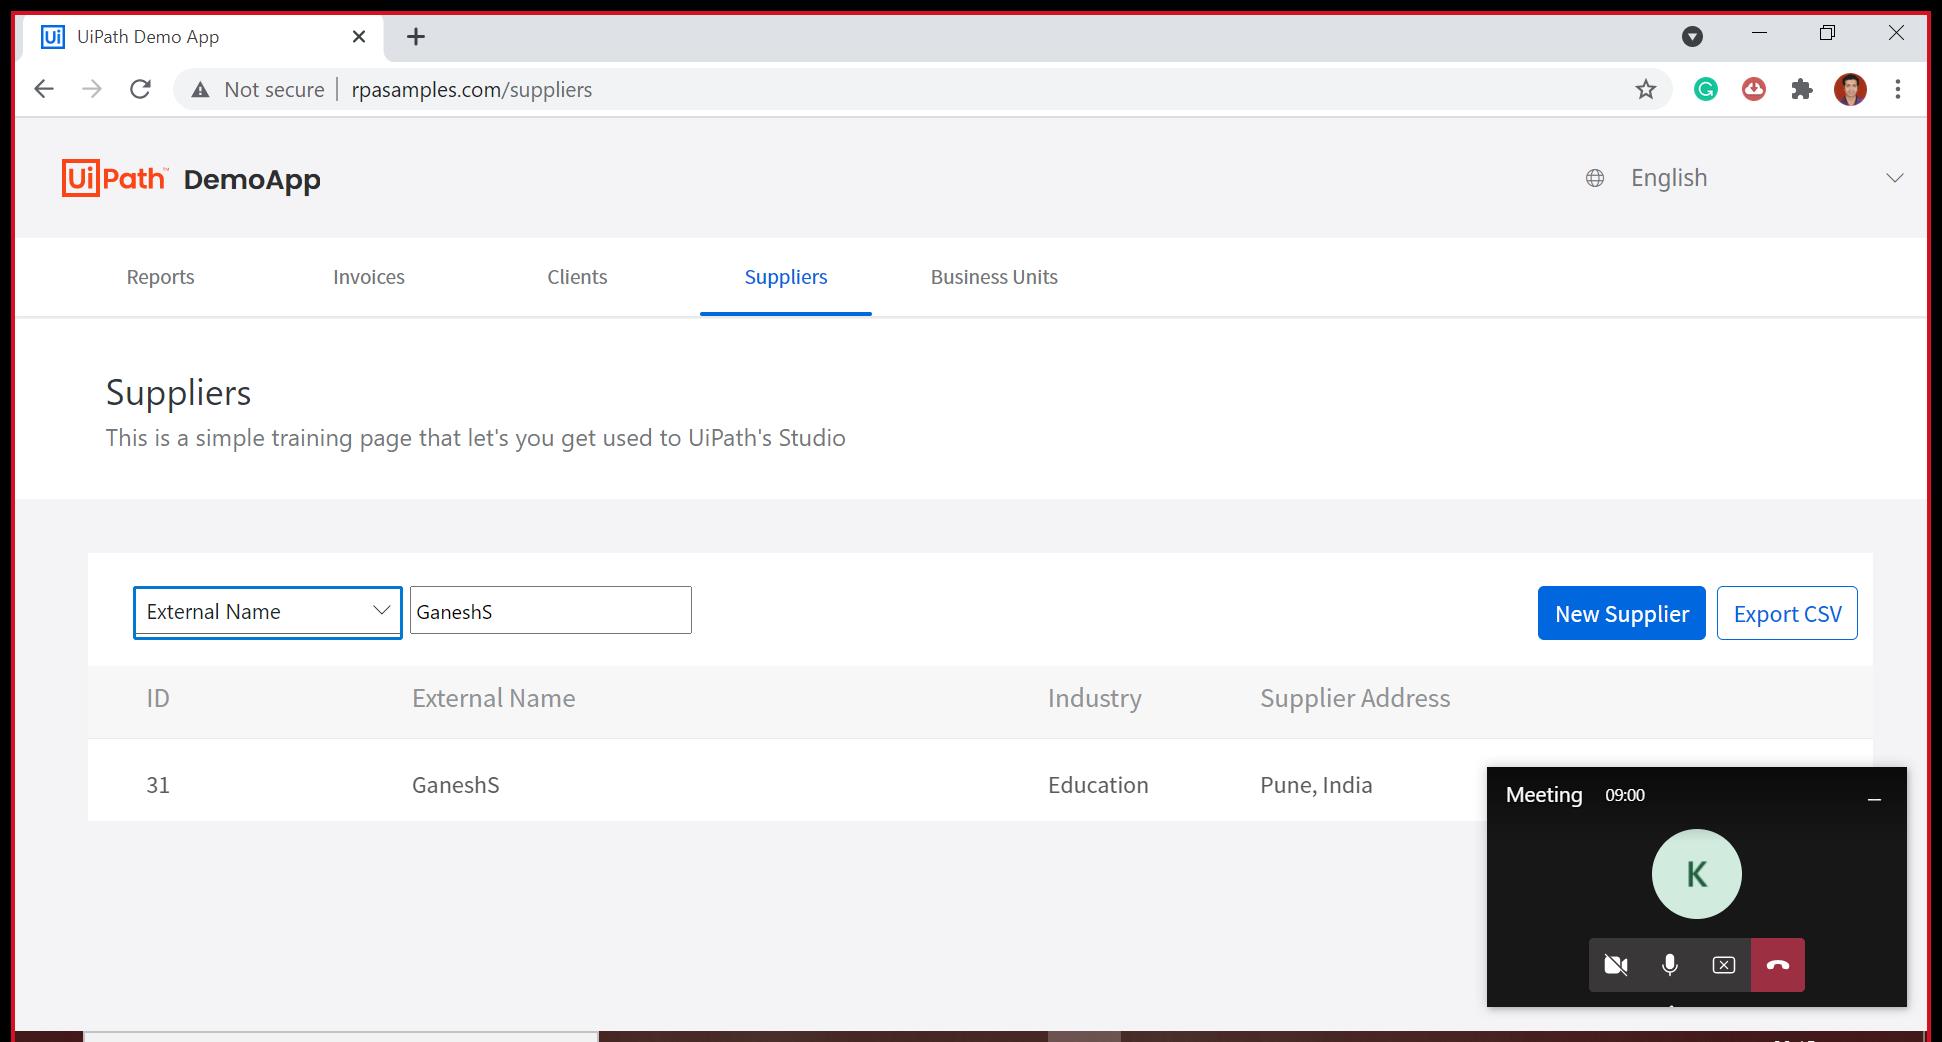 Ui UiPath Demo App
Not secure rpasamples.com/suppliers
UiPath™ DemoApp
English
Reports Invoices Clients Suppliers Business Units
Suppliers
This is a simple training page that let's you get used to UiPath's Studio
External Name GaneshS New Supplier Export CSV
ID External Name Industry Supplier Address
31 GaneshS Education Pune, India
Meeting 09:00
K